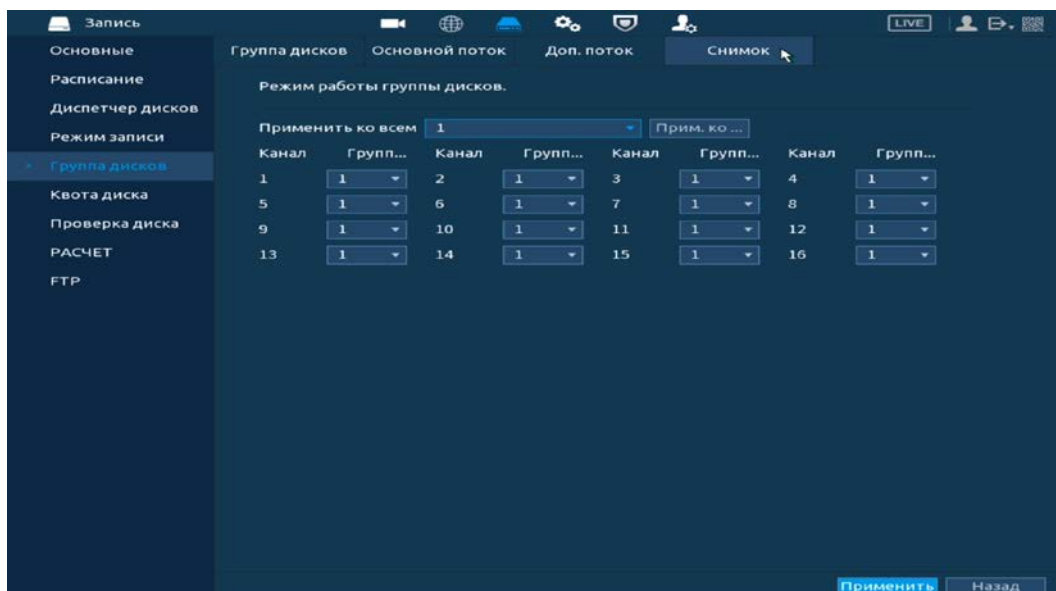 Запись LIVE
Основные
Расписание
Диспетчер дисков
Режим записи
Группа дисков
Квота диска
Проверка диска
РАСЧЕТ
FTP
Группа дисков Основной поток Доп. поток Снимок
Режим работы группы дисков.
Применить ко всем 1 Прим. ко ...
Канал Групп... Канал Групп... Канал Групп... Канал Групп...
1 1 2 1 3 1 4 1
5 1 6 1 7 1 8 1
9 1 10 1 11 1 12 1
13 1 14 1 15 1 16 1
Применить Назад